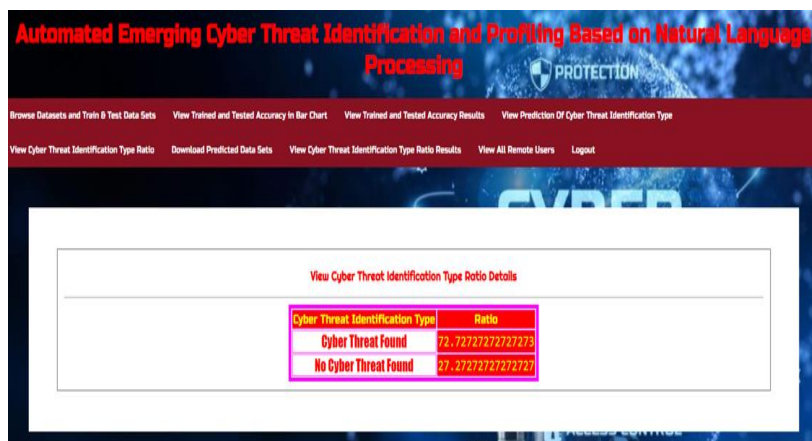 Automated Emerging Cyber Threat Identification and Profiling Based on Natural Language
Processing
PROTECTION
Browse Datasets and Train & Test Data Sets View Trained and Tested Accuracy in Bar Chart View Trained and Tested Accuracy Results View Prediction Of Cyber Threat Identification Type
View Cyber Threat Identification Type Ratio Download Predicted Data Sets View Cyber Threat Identification Type Ratio Results View All Remote Users Logout
CYBER
View Cyber Threat Identification Type Ratio Details
Cyber Threat Identification Type Ratio
Cyber Threat Found 72.72727272727273
No Cyber Threat Found 27.27272727272727
ACCESS CONTROL